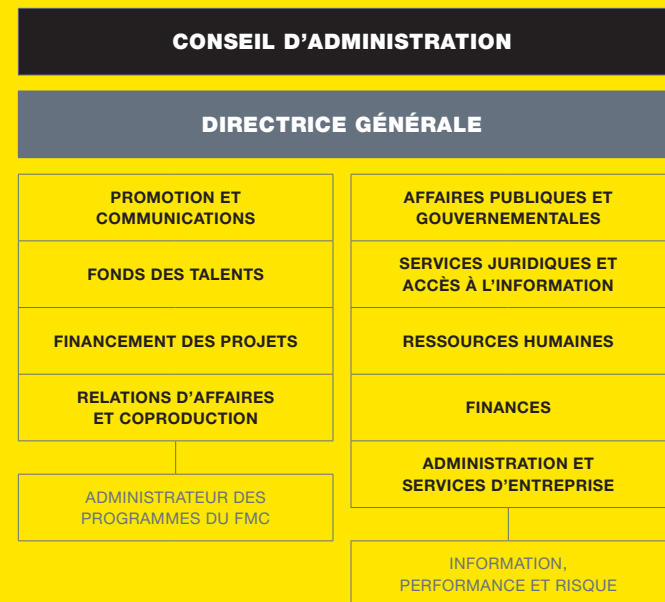 CONSEIL D'ADMINISTRATION
DIRECTRICE GÉNÉRALE
PROMOTION ET
COMMUNICATIONS
FONDS DES TALENTS
FINANCEMENT DES PROJETS
RELATIONS D'AFFAIRES
ET COPRODUCTION
ADMINISTRATEUR DES
PROGRAMMES DU FMC
AFFAIRES PUBLIQUES ET
GOUVERNEMENTALES
SERVICES JURIDIQUES ET
ACCÈS À L'INFORMATION
RESSOURCES HUMAINES
FINANCES
ADMINISTRATION ET
SERVICES D'ENTREPRISE
INFORMATION,
PERFORMANCE ET RISQUE